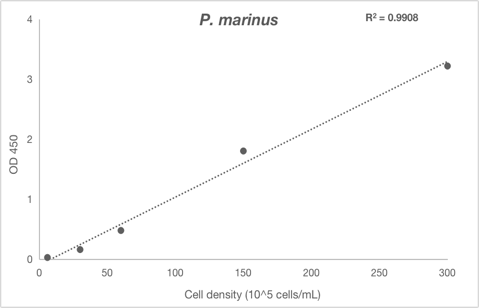 P. marinus
R² = 0.9908
4
3
2
1
0
OD 450
0 50 100 150 200 250 300
Cell density (10^5 cells/mL)